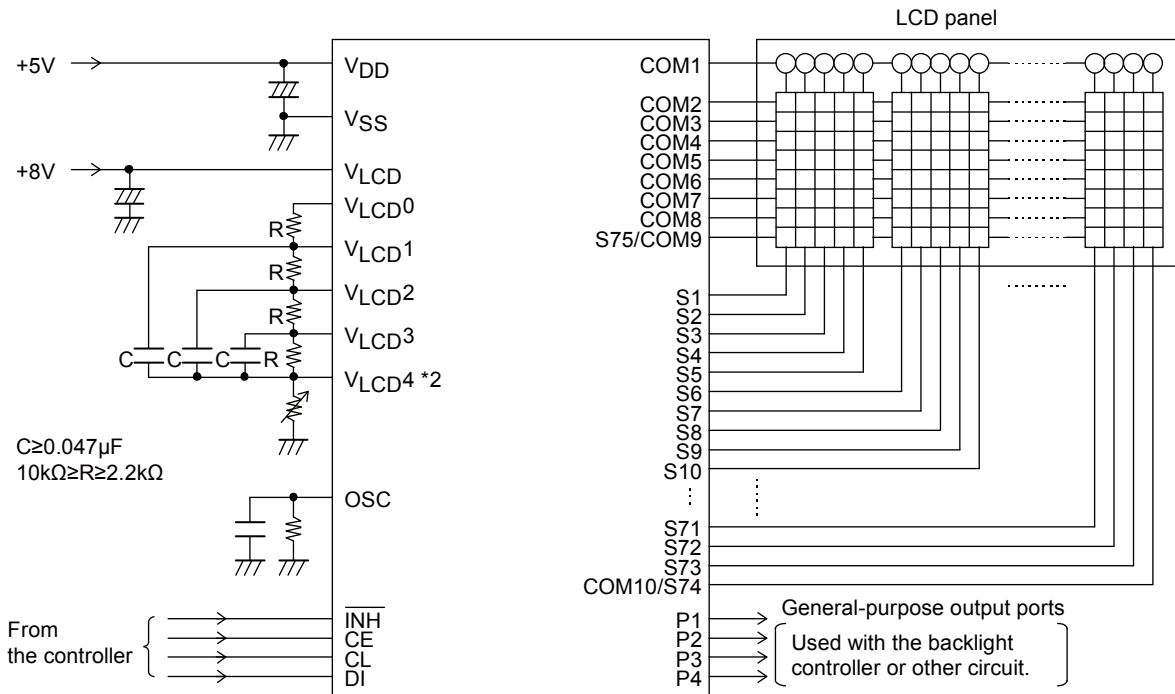 LCD panel
+5V
VDD
VSS
+8V
VLCD
VLCD0
R
VLCD1
R
VLCD2
R
VLCD3
C
C
C
R
VLCD4 *2
C≥0.047μF
10kΩ≥R≥2.2kΩ
OSC
From
the controller
INH
CE
CL
DI
COM1
COM2
COM3
COM4
COM5
COM6
COM7
COM8
S75/COM9
S1
S2
S3
S4
S5
S6
S7
S8
S9
S10
S71
S72
S73
COM10/S74
P1
P2
P3
P4
General-purpose output ports
Used with the backlight
controller or other circuit.